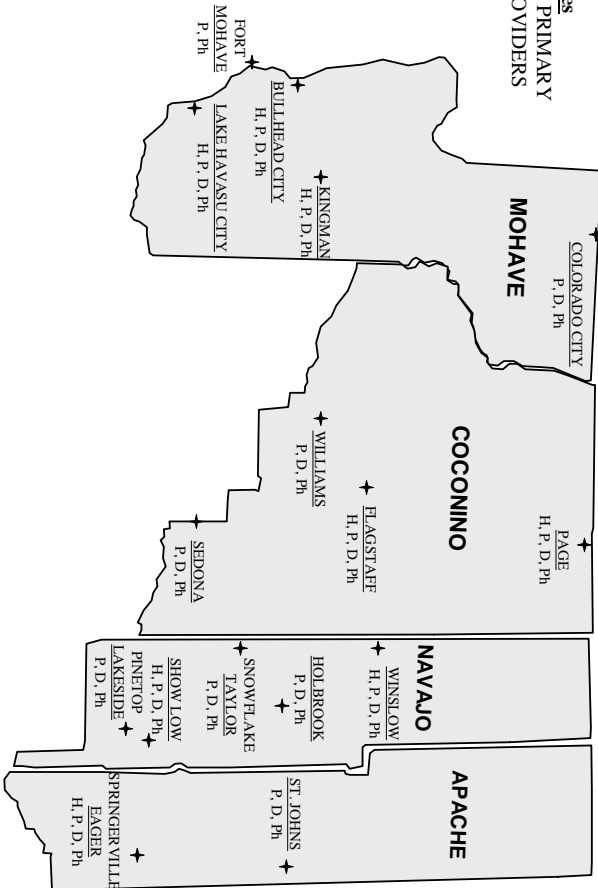 es
PRIMARY
OVIDERS
MOHAVE
COLORADO CITY
P, D, Ph
KINGMAN
H, P, D, Ph
BULLHEAD CITY
H, P, D, Ph
FORT
MOHAVE
P, Ph
LAKE HAVASU CITY
H, P, D, Ph
COCONINO
PAGE
H, P, D, Ph
FLAGSTAFF
H, P, D, Ph
WILLIAMS
P, D, Ph
SEDONA
P, D, Ph
NAVAJO
WINSLOW
H, P, D, Ph
HOLBROOK
P, D, Ph
SNOWFLAKE
TAYLOR
P, D, Ph
SHOW LOW
H, P, D, Ph
PINETOP
LAKESIDE
P, D, Ph
APACHE
ST. JOHNS
P, D, Ph
SPRINGERVILLE
EAGER
H, P, D, Ph